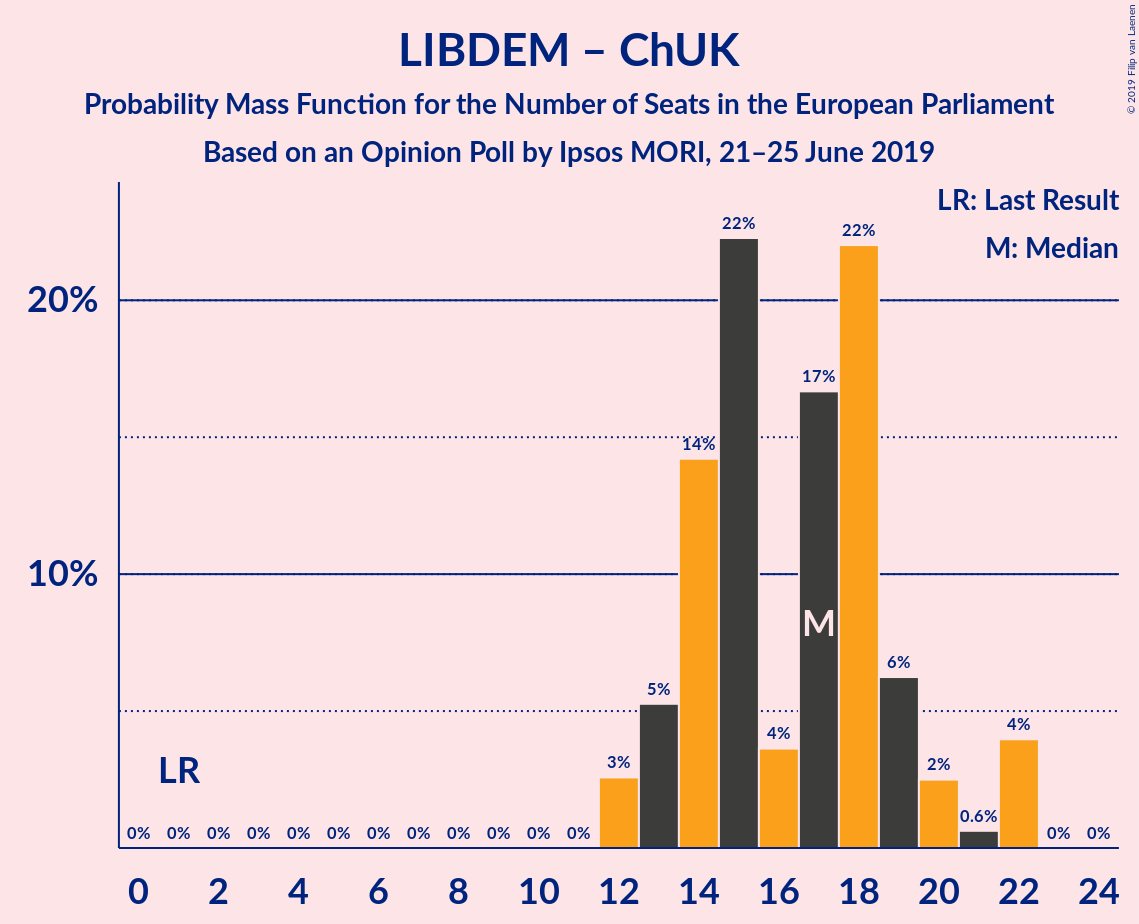 LIBDEM – ChUK
Probability Mass Function for the Number of Seats in the European Parliament
Based on an Opinion Poll by Ipsos MORI, 21–25 June 2019
© 2019 Filip van Laenen
LR: Last Result
M: Median
22%
22%
20%
17%
14%
10%
M
6%
5%
4%
4%
LR
3%
2%
0.6%
0% 0% 0% 0% 0% 0% 0% 0% 0% 0% 0% 0% 0% 0%
0 2 4 6 8 10 12 14 16 18 20 22 24